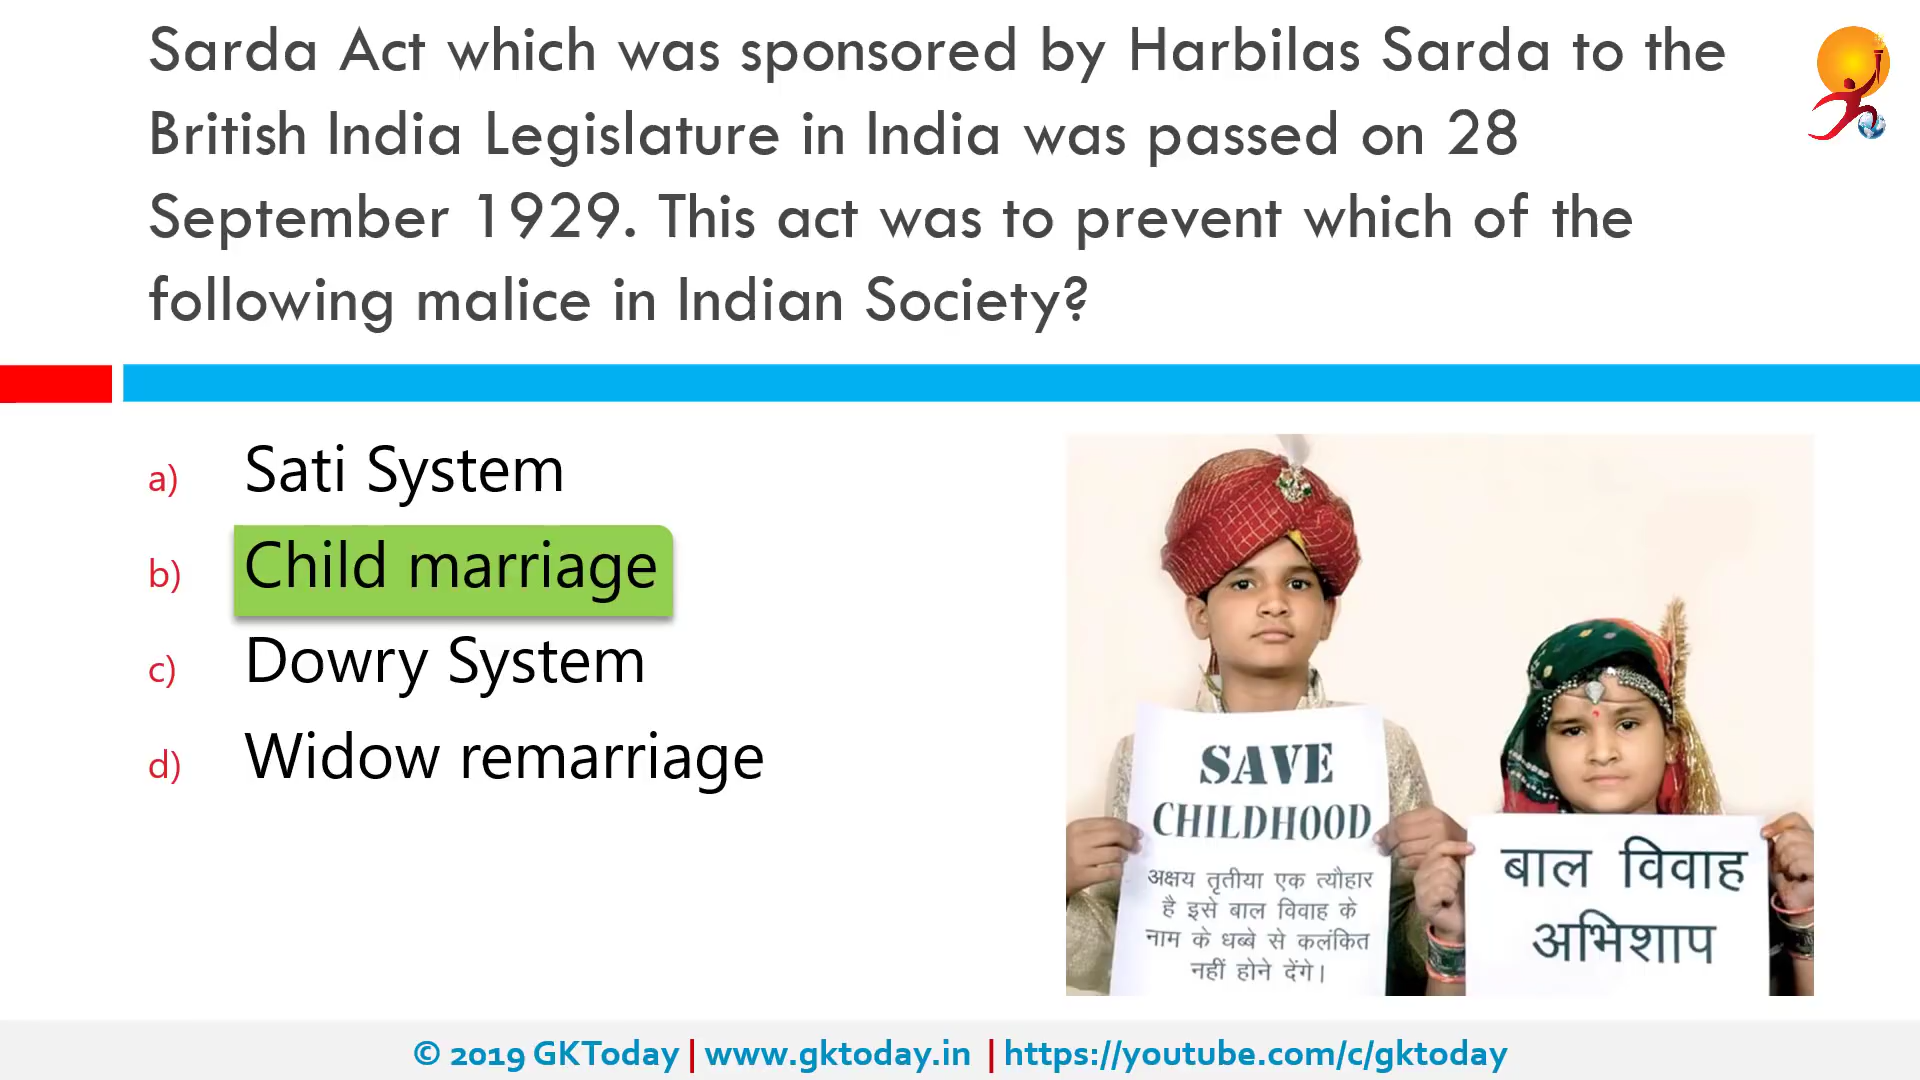 Sarda Act which was sponsored by Harbilas Sarda to the
British India Legislature in India was passed on 28
September 1929. This act was to prevent which of the
following malice in Indian Society?
a) Sati System
b) Child marriage
c) Dowry System
d) Widow remarriage
SAVE
CHILDHOOD
अक्षय तृतीया एक त्यौहार
है इसे बाल विवाह के
नाम के धब्बे से कलंकित
नहीं होने देंगे।
बाल विवाह
अभिशाप
© 2019 GKToday | www.gktoday.in | https://youtube.com/c/gktoday